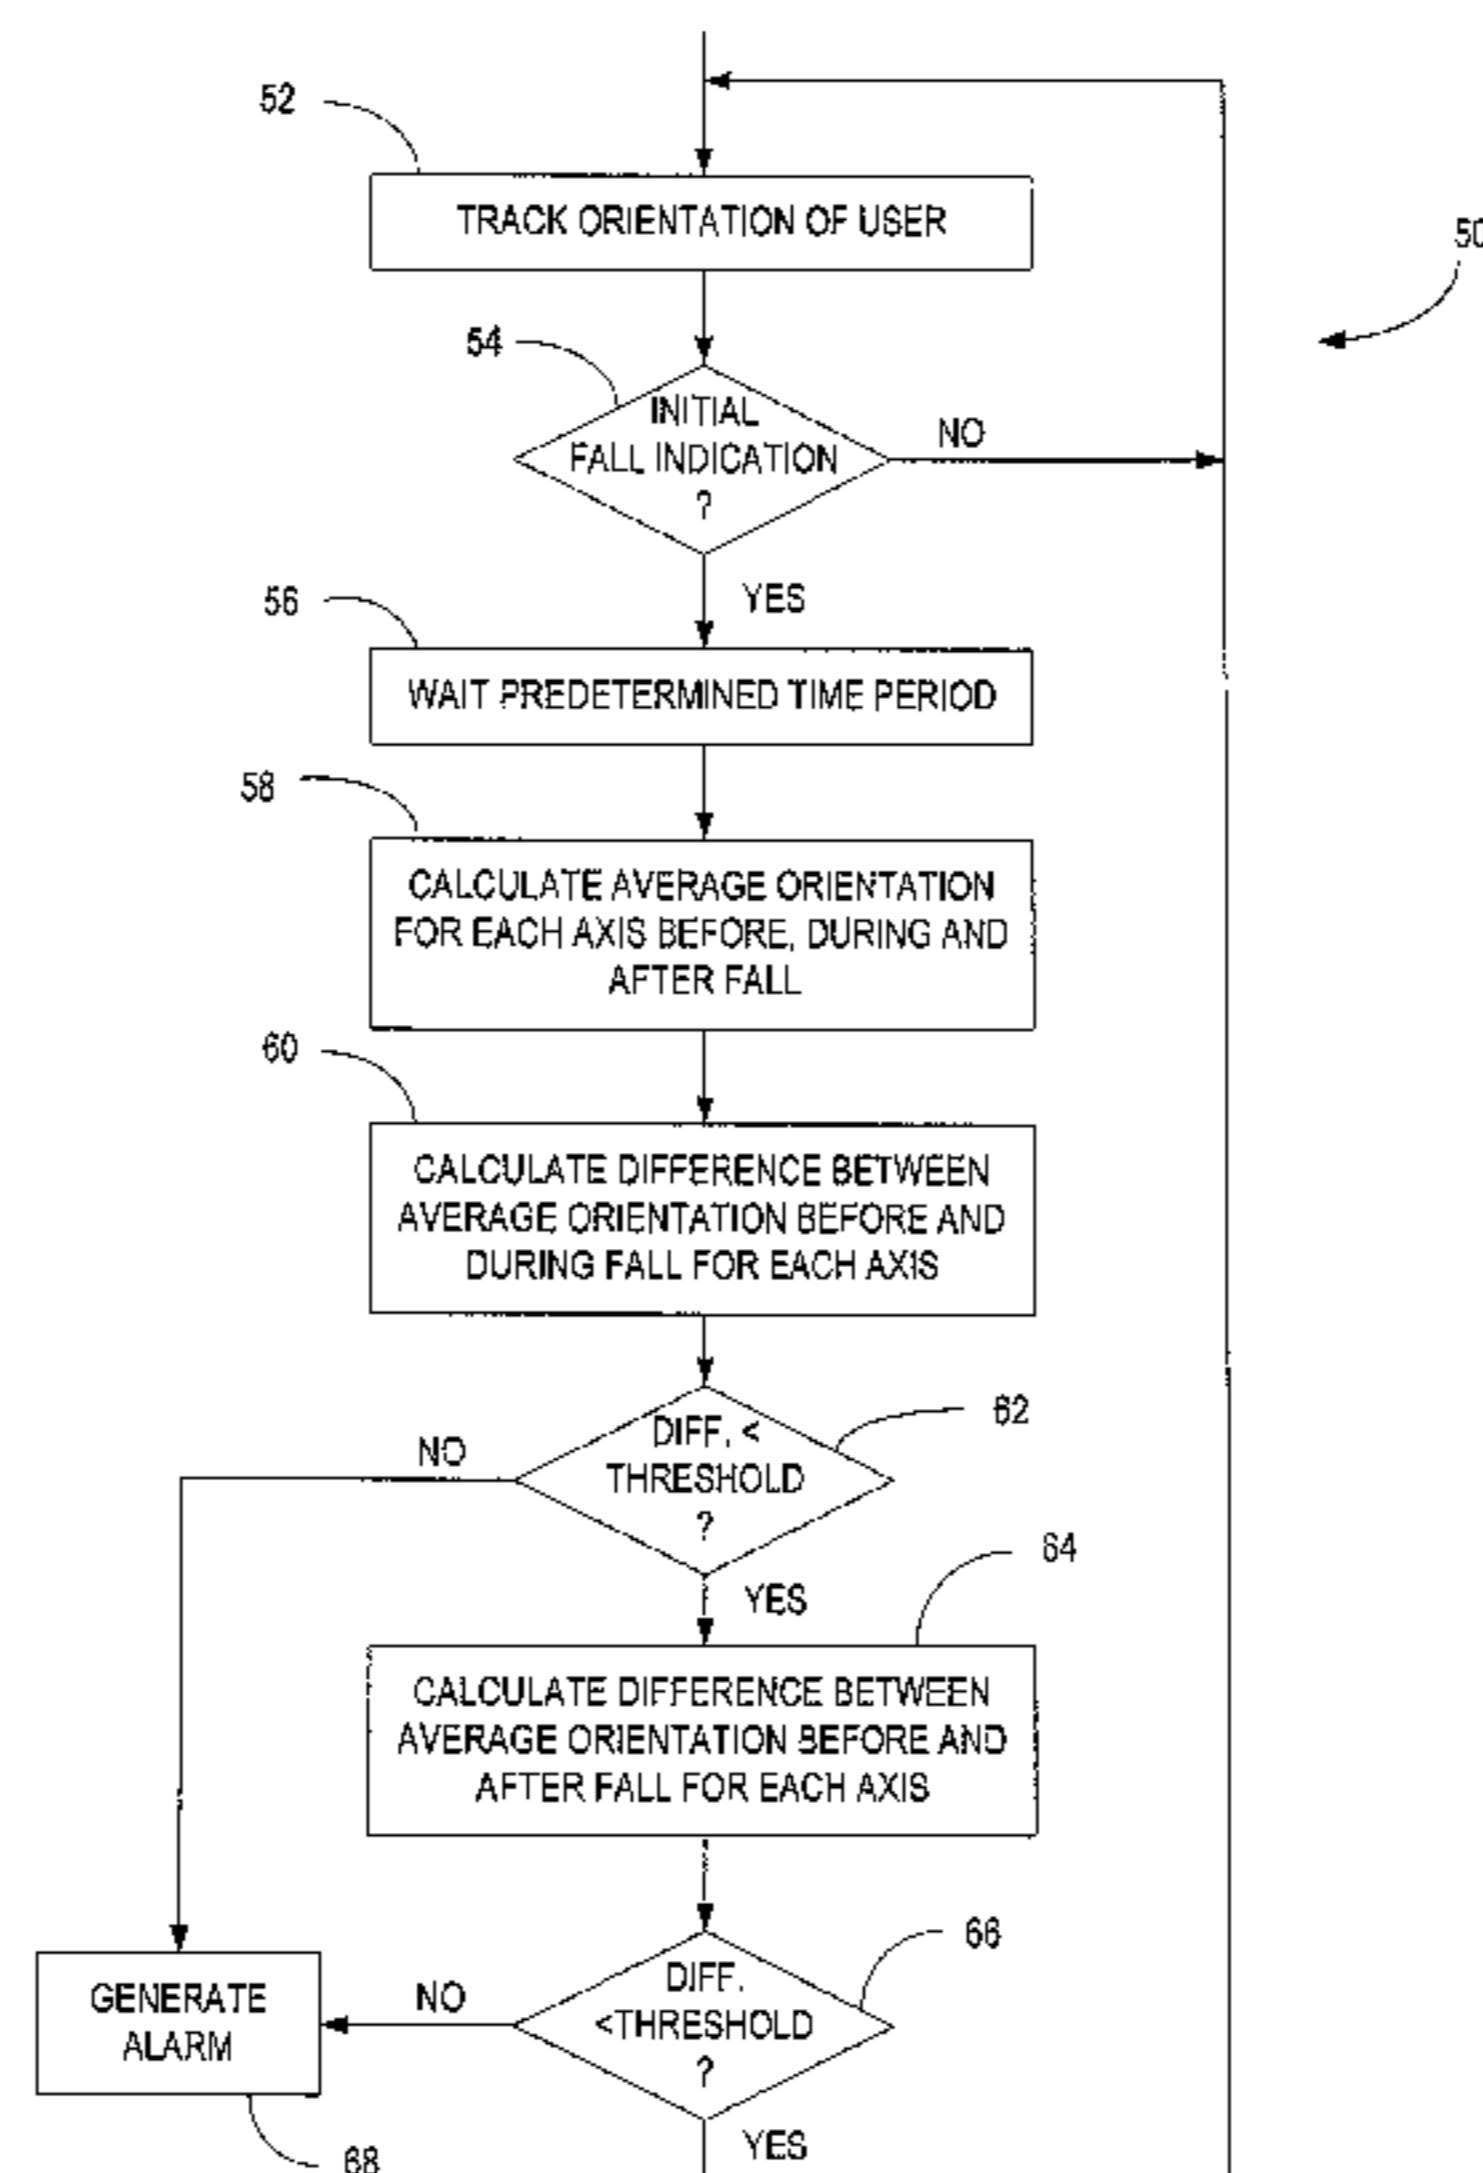 52
TRACK ORIENTATION OF USER
50
54
INITIAL
FALL INDICATION
?
NO
YES
56
WAIT PREDETERMINED TIME PERIOD
58
CALCULATE AVERAGE ORIENTATION
FOR EACH AXIS BEFORE, DURING AND
AFTER FALL
60
CALCULATE DIFFERENCE BETWEEN
AVERAGE ORIENTATION BEFORE AND
DURING FALL FOR EACH AXIS
62
DIFF. <
THRESHOLD
?
NO
YES
64
CALCULATE DIFFERENCE BETWEEN
AVERAGE ORIENTATION BEFORE AND
AFTER FALL FOR EACH AXIS
66
DIFF.
<THRESHOLD
?
NO
GENERATE
ALARM
YES
68